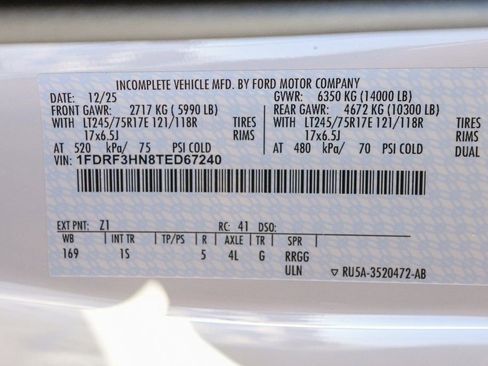 INCOMPLETE VEHICLE MFD. BY FORD MOTOR COMPANY
DATE: 12/25 GVWR: 6350 KG (14000 LB)
FRONT GAWR: 2717 KG ( 5990 LB) REAR GAWR: 4672 KG (10300 LB)
WITH LT245/75R17E 121/118R TIRES WITH LT245/75R17E 121/118R TIRES
17x6.5J RIMS 17x6.5J RIMS
AT 520 kPa/ 75 PSI COLD AT 480 kPa/ 70 PSI COLD DUAL
VIN: 1FDRF3HN8TED67240
EXT PNT: Z1 RC: 41 DSO:
WB INT TR TP/PS R AXLE TR SPR
169 1S 5 4L G RRGG
ULN ▽ RU5A-3520472-AB